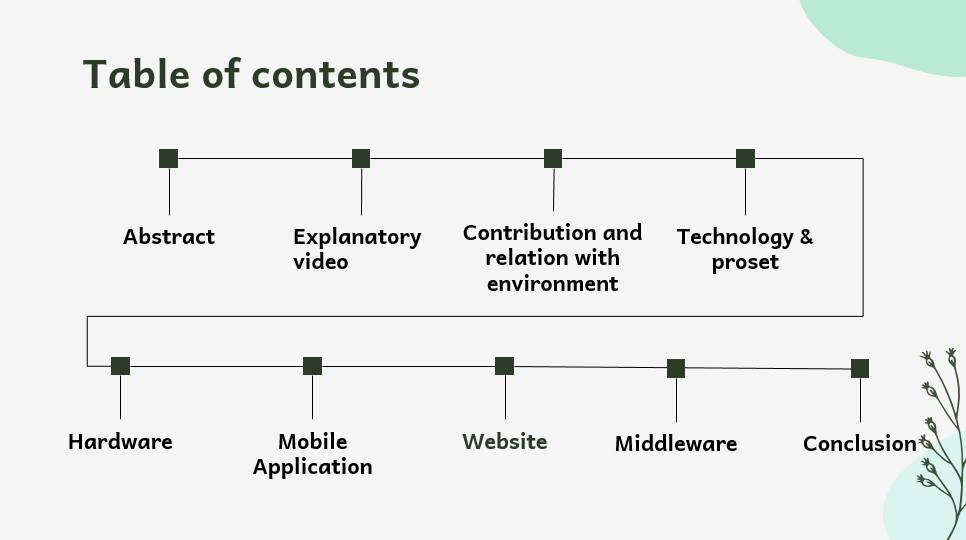 Table of contents
Abstract
Explanatory
video
Contribution and
relation with
environment
Technology &
proset
Hardware
Mobile
Application
Website
Middleware
Conclusion